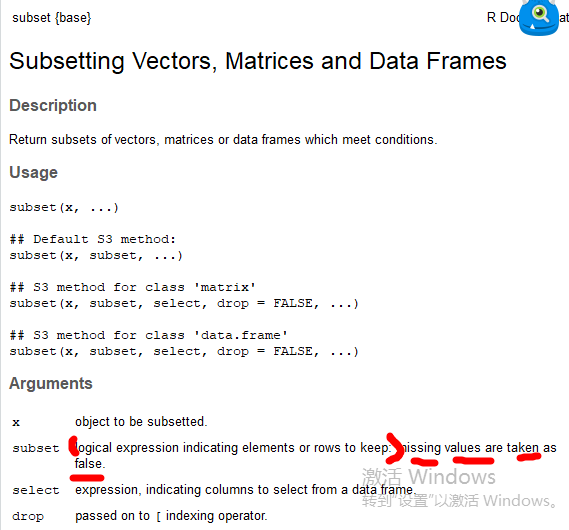 subset {base}
R Do at
Subsetting Vectors, Matrices and Data Frames
Description
Return subsets of vectors, matrices or data frames which meet conditions.
Usage
subset(x, ...)
## Default S3 method:
subset(x, subset, ...)
## S3 method for class 'matrix'
subset(x, subset, select, drop = FALSE, ...)
## S3 method for class 'data.frame'
subset(x, subset, select, drop = FALSE, ...)
Arguments
x object to be subsetted.
subset logical expression indicating elements or rows to keep: missing values are taken as
false.
select expression, indicating columns to select from a data frame.
激活 Windows
转到“设置”以激活 Windows。
drop passed on to [ indexing operator.